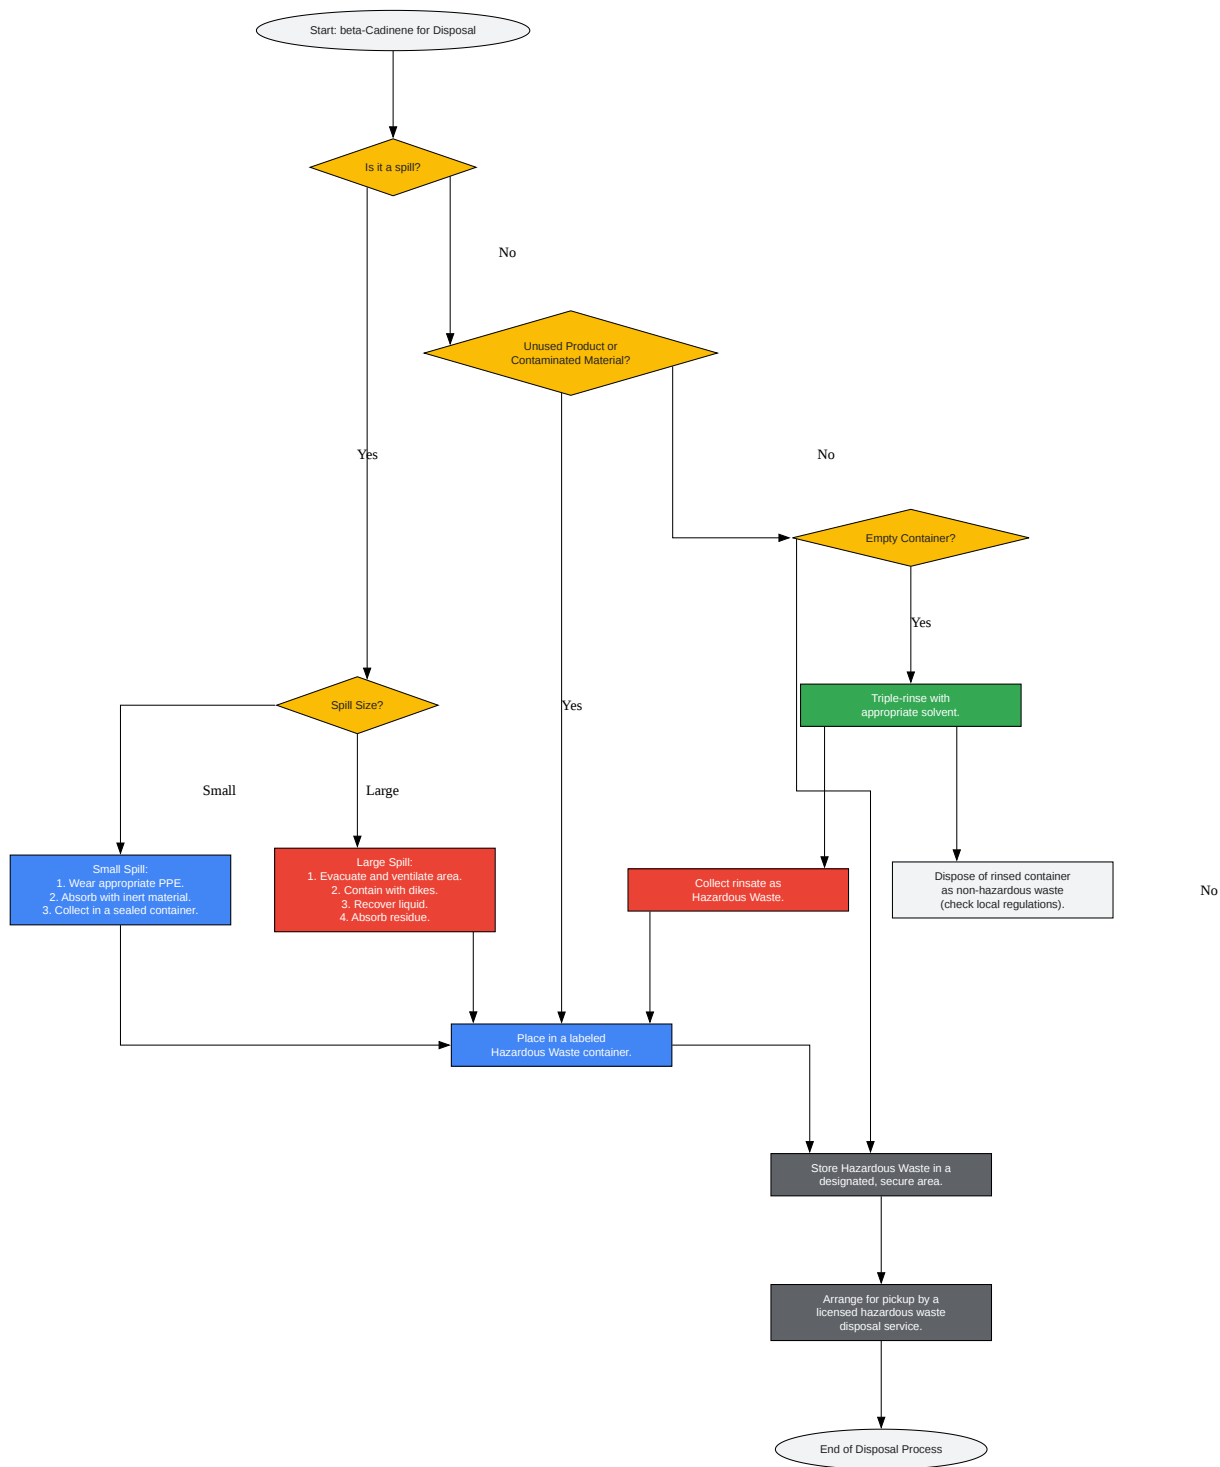 Start: beta-Cadinene for Disposal
Is it a spill?
No
Unused Product or
Contaminated Material?
Yes
No
Empty Container?
Yes
Spill Size?
Yes
Triple-rinse with
appropriate solvent.
Small
Large
Small Spill:
1. Wear appropriate PPE.
2. Absorb with inert material.
3. Collect in a sealed container.
Large Spill:
1. Evacuate and ventilate area.
2. Contain with dikes.
3. Recover liquid.
4. Absorb residue.
Collect rinsate as
Hazardous Waste.
Dispose of rinsed container
as non-hazardous waste
(check local regulations).
No
Place in a labeled
Hazardous Waste container.
Store Hazardous Waste in a
designated, secure area.
Arrange for pickup by a
licensed hazardous waste
disposal service.
End of Disposal Process